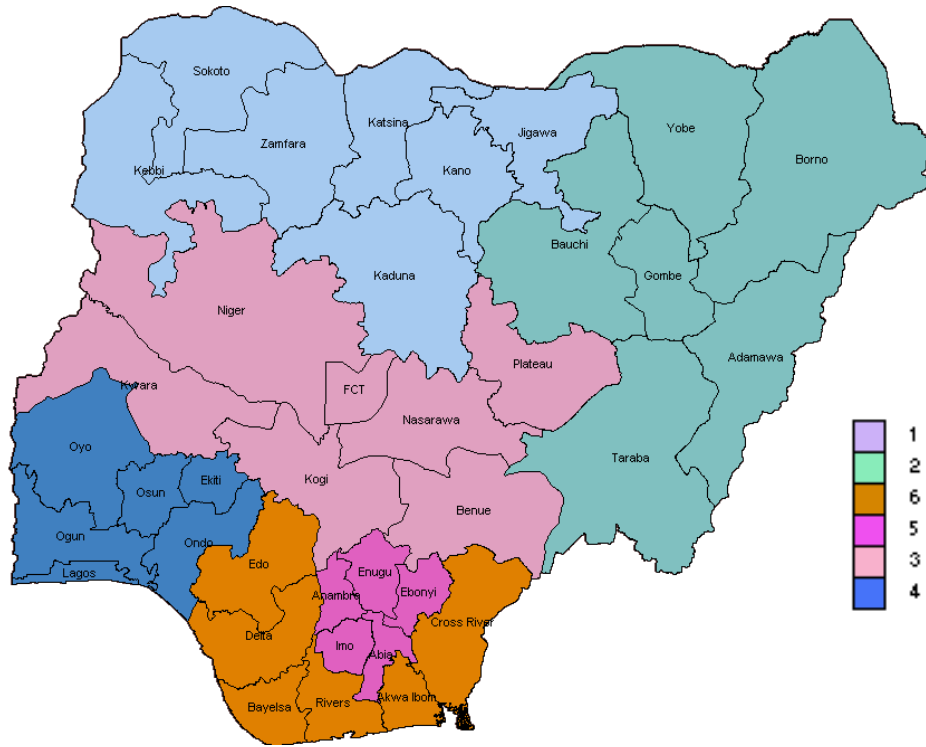 Sokoto
Katsina
Jigawa
Yobe
Zamfara
Borno
Kebbi
Kano
Bauchi
Kaduna
Gombe
Niger
Plateau
Adamawa
Kwara
FCT
Nasarawa
Oyo
Taraba
Osun
Ekiti
Kogi
Benue
Ogun
Ondo
Edo
Enugu
Lagos
Anambra
Ebonyi
Cross River
Delta
Imo
Abia
Bayelsa
Rivers
Akwa Ibom
1
2
6
5
3
4